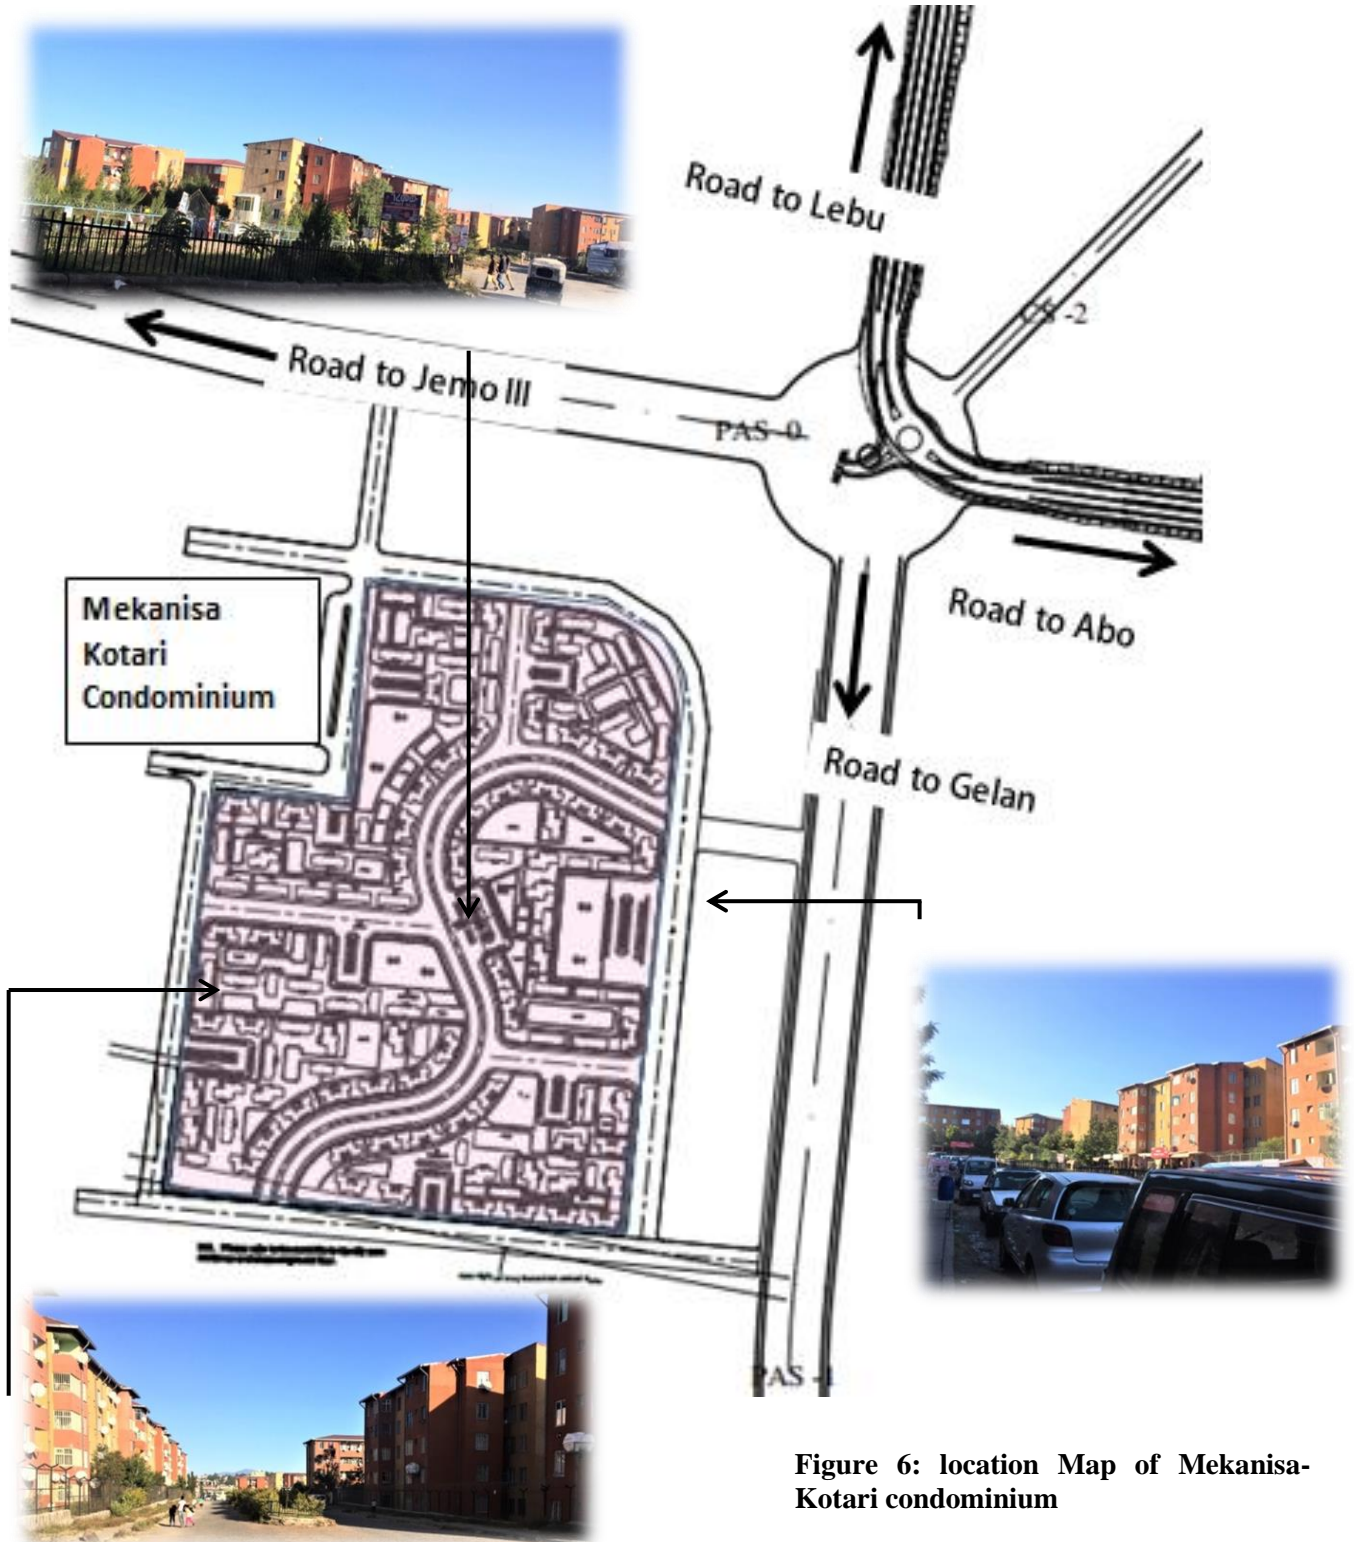 Road to Lebu
CS -2
Road to Jemo III
PAS -0
Mekanisa
Kotari
Condominium
Road to Abo
Road to Gelan
PAS -1
Figure 6: location Map of Mekanisa-
Kotari condominium